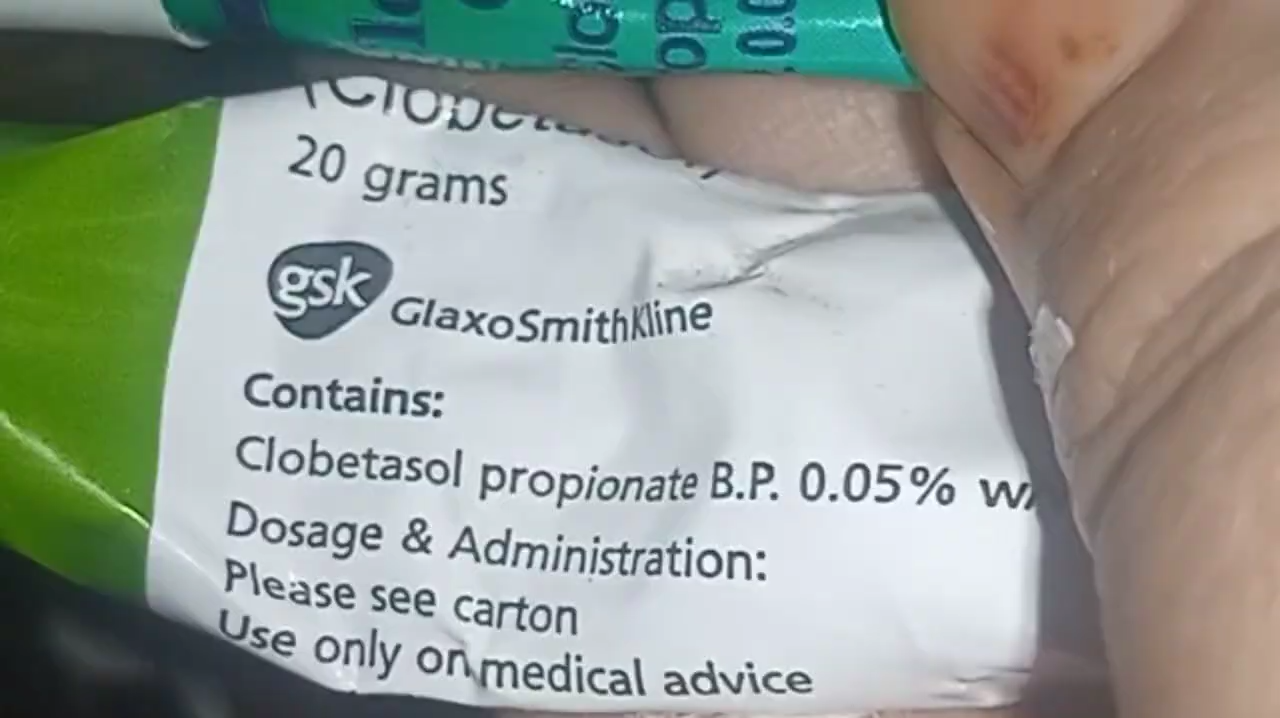 20 grams
gsk GlaxoSmithKline
Contains:
Clobetasol propionate B.P. 0.05%
Dosage & Administration:
Please see carton
Use only on medical advice